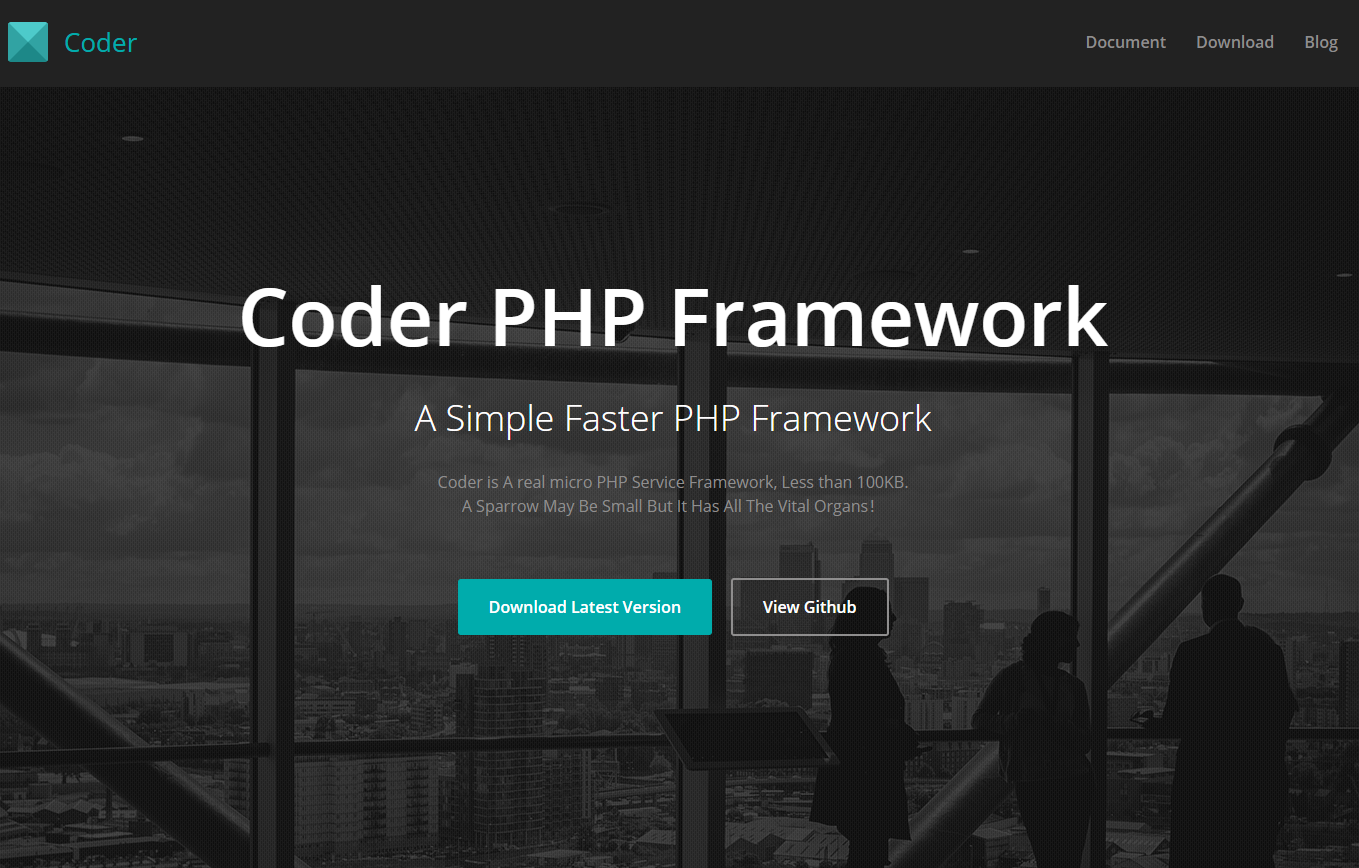 Coder
Document Download Blog
Coder PHP Framework
A Simple Faster PHP Framework
Coder is A real micro PHP Service Framework, Less than 100KB.
A Sparrow May Be Small But It Has All The Vital Organs!
Download Latest Version
View Github